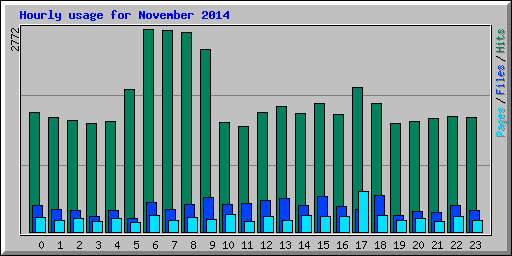 Hourly usage for November 2014
2772
Pages / Files / Hits
0 1 2 3 4 5 6 7 8 9 10 11 12 13 14 15 16 17 18 19 20 21 22 23